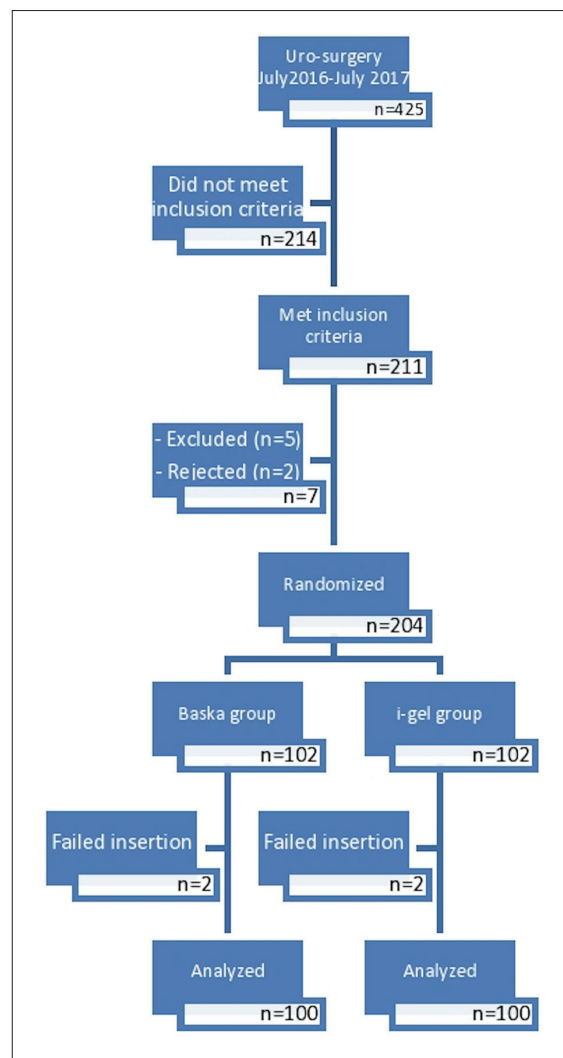 Uro-surgery
July2016-July 2017
n=425
Did not meet
inclusion criteria
n=214
Met inclusion
criteria
n=211
- Excluded (n=5)
- Rejected (n=2)
n=7
Randomized
n=204
Baska group
n=102
i-gel group
n=102
Failed insertion
n=2
Failed insertion
n=2
Analyzed
n=100
Analyzed
n=100